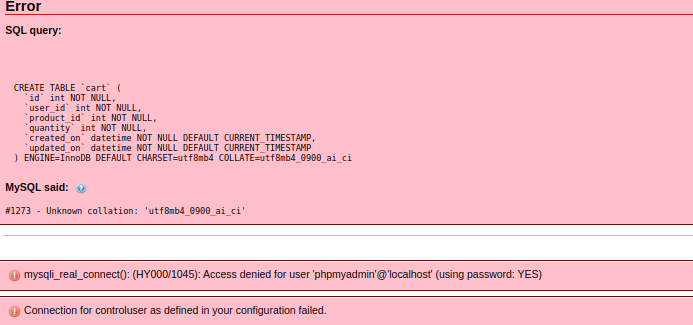 Error
SQL query:
CREATE TABLE `cart` (
`id` int NOT NULL,
`user_id` int NOT NULL,
`product_id` int NOT NULL,
`quantity` int NOT NULL,
`created_on` datetime NOT NULL DEFAULT CURRENT_TIMESTAMP,
`updated_on` datetime NOT NULL DEFAULT CURRENT_TIMESTAMP
) ENGINE=InnoDB DEFAULT CHARSET=utf8mb4 COLLATE=utf8mb4_0900_ai_ci
MySQL said:
#1273 - Unknown collation: 'utf8mb4_0900_ai_ci'
mysqli_real_connect(): (HY000/1045): Access denied for user 'phpmyadmin'@'localhost' (using password: YES)
Connection for controluser as defined in your configuration failed.